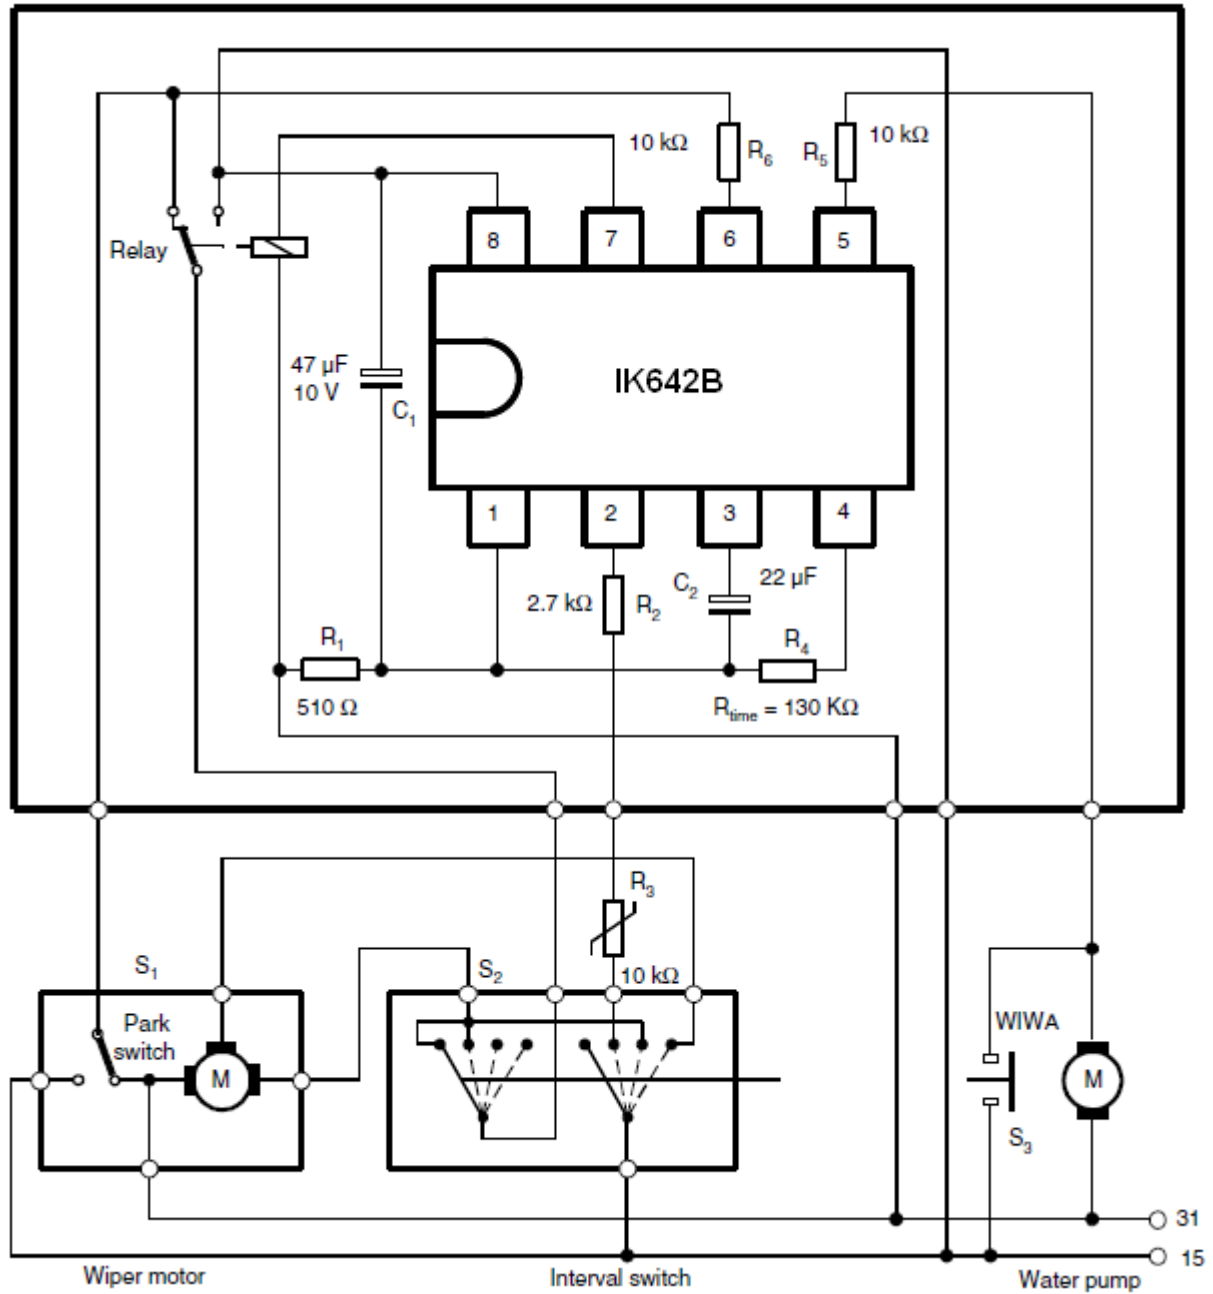 10 kΩ
R6
R5
10 kΩ
8
7
6
5
Relay
47 µF
10 V
C1
IK642B
1
2
3
4
2.7 kΩ
R2
C2
22 µF
R1
510 Ω
R4
Rtime = 130 KΩ
R3
10 kΩ
S1
S2
Park
switch
M
WIWA
M
S3
31
15
Wiper motor
Interval switch
Water pump